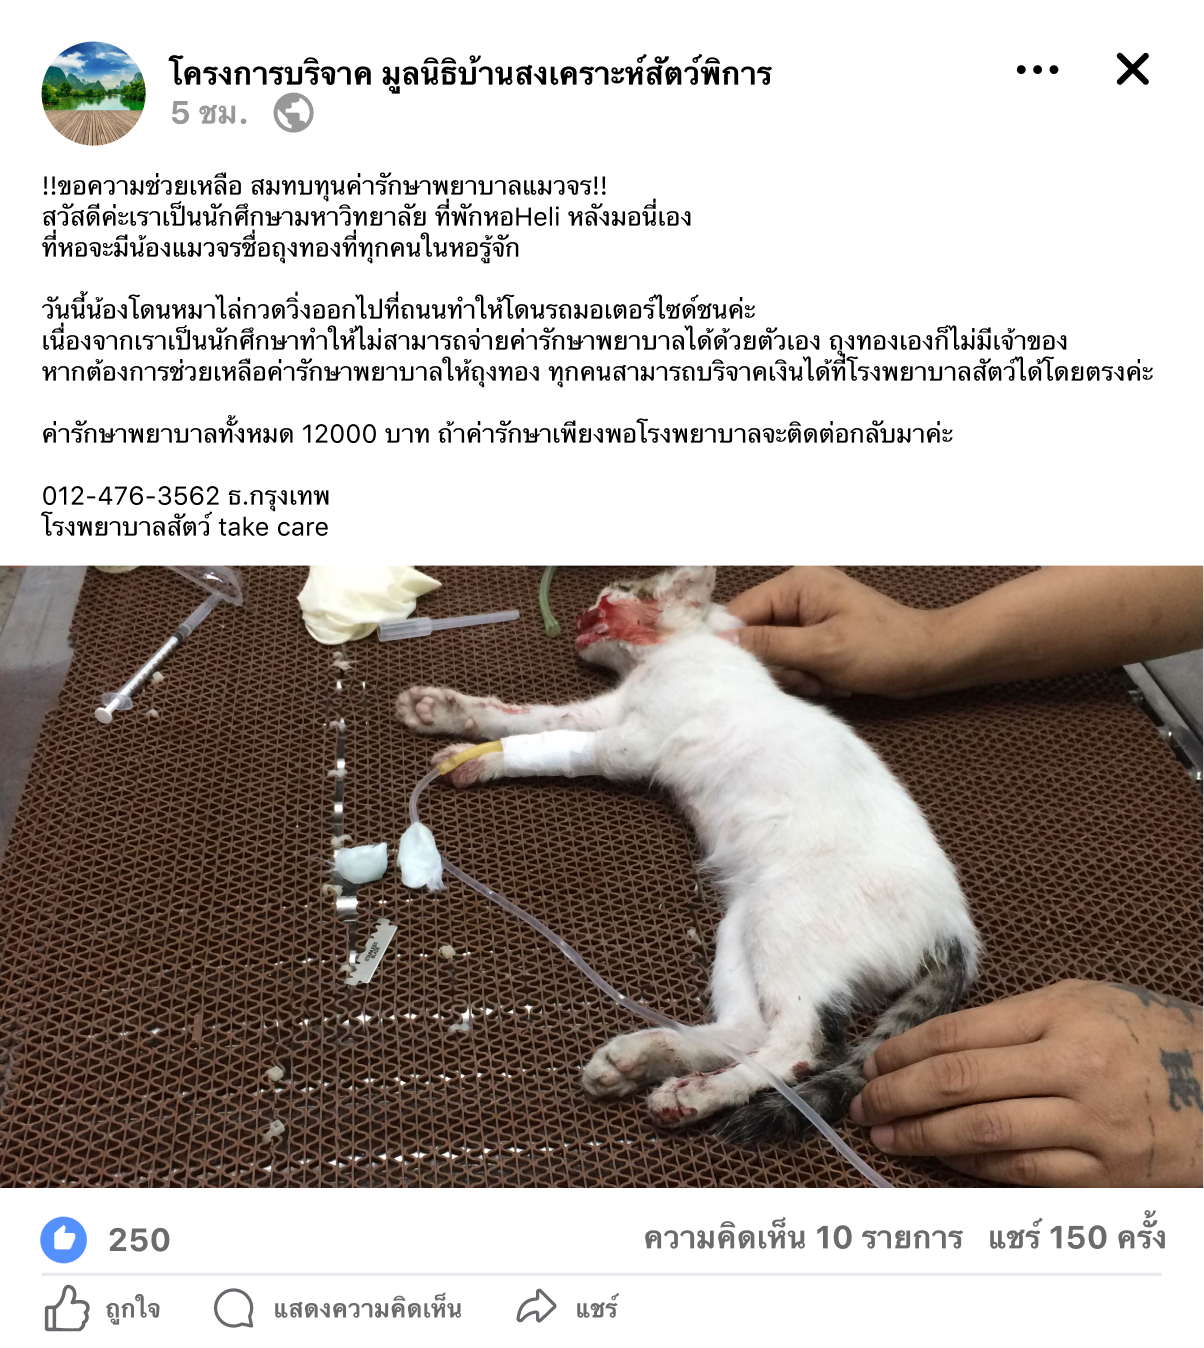 โครงการบริจาค มูลนิธิบ้านสงเคราะห์สัตว์พิการ
5 ชม.
!!ขอความช่วยเหลือ สมทบทุนค่ารักษาพยาบาลแมวจร!!
สวัสดีค่ะเราเป็นนักศึกษามหาวิทยาลัย ที่พักหอHeli หลังมอนี่เอง
ที่หอจะมีน้องแมวจรชื่อถุงทองที่ทุกคนในหอรู้จัก
วันนี้น้องโดนหมาไล่กวดวิ่งออกไปที่ถนนทำให้โดนรถมอเตอร์ไซด์ชนค่ะ
เนื่องจากเราเป็นนักศึกษาทำให้ไม่สามารถจ่ายค่ารักษาพยาบาลได้ด้วยตัวเอง ถุงทองเองก็ไม่มีเจ้าของ
หากต้องการช่วยเหลือค่ารักษาพยาบาลให้ถุงทอง ทุกคนสามารถบริจาคเงินได้ที่โรงพยาบาลสัตว์ได้โดยตรงค่ะ
ค่ารักษาพยาบาลทั้งหมด 12000 บาท ถ้าค่ารักษาเพียงพอโรงพยาบาลจะติดต่อกลับมาค่ะ
012-476-3562 ธ.กรุงเทพ
โรงพยาบาลสัตว์ take care
250
ความคิดเห็น 10 รายการ แชร์ 150 ครั้ง
ถูกใจ แสดงความคิดเห็น แชร์